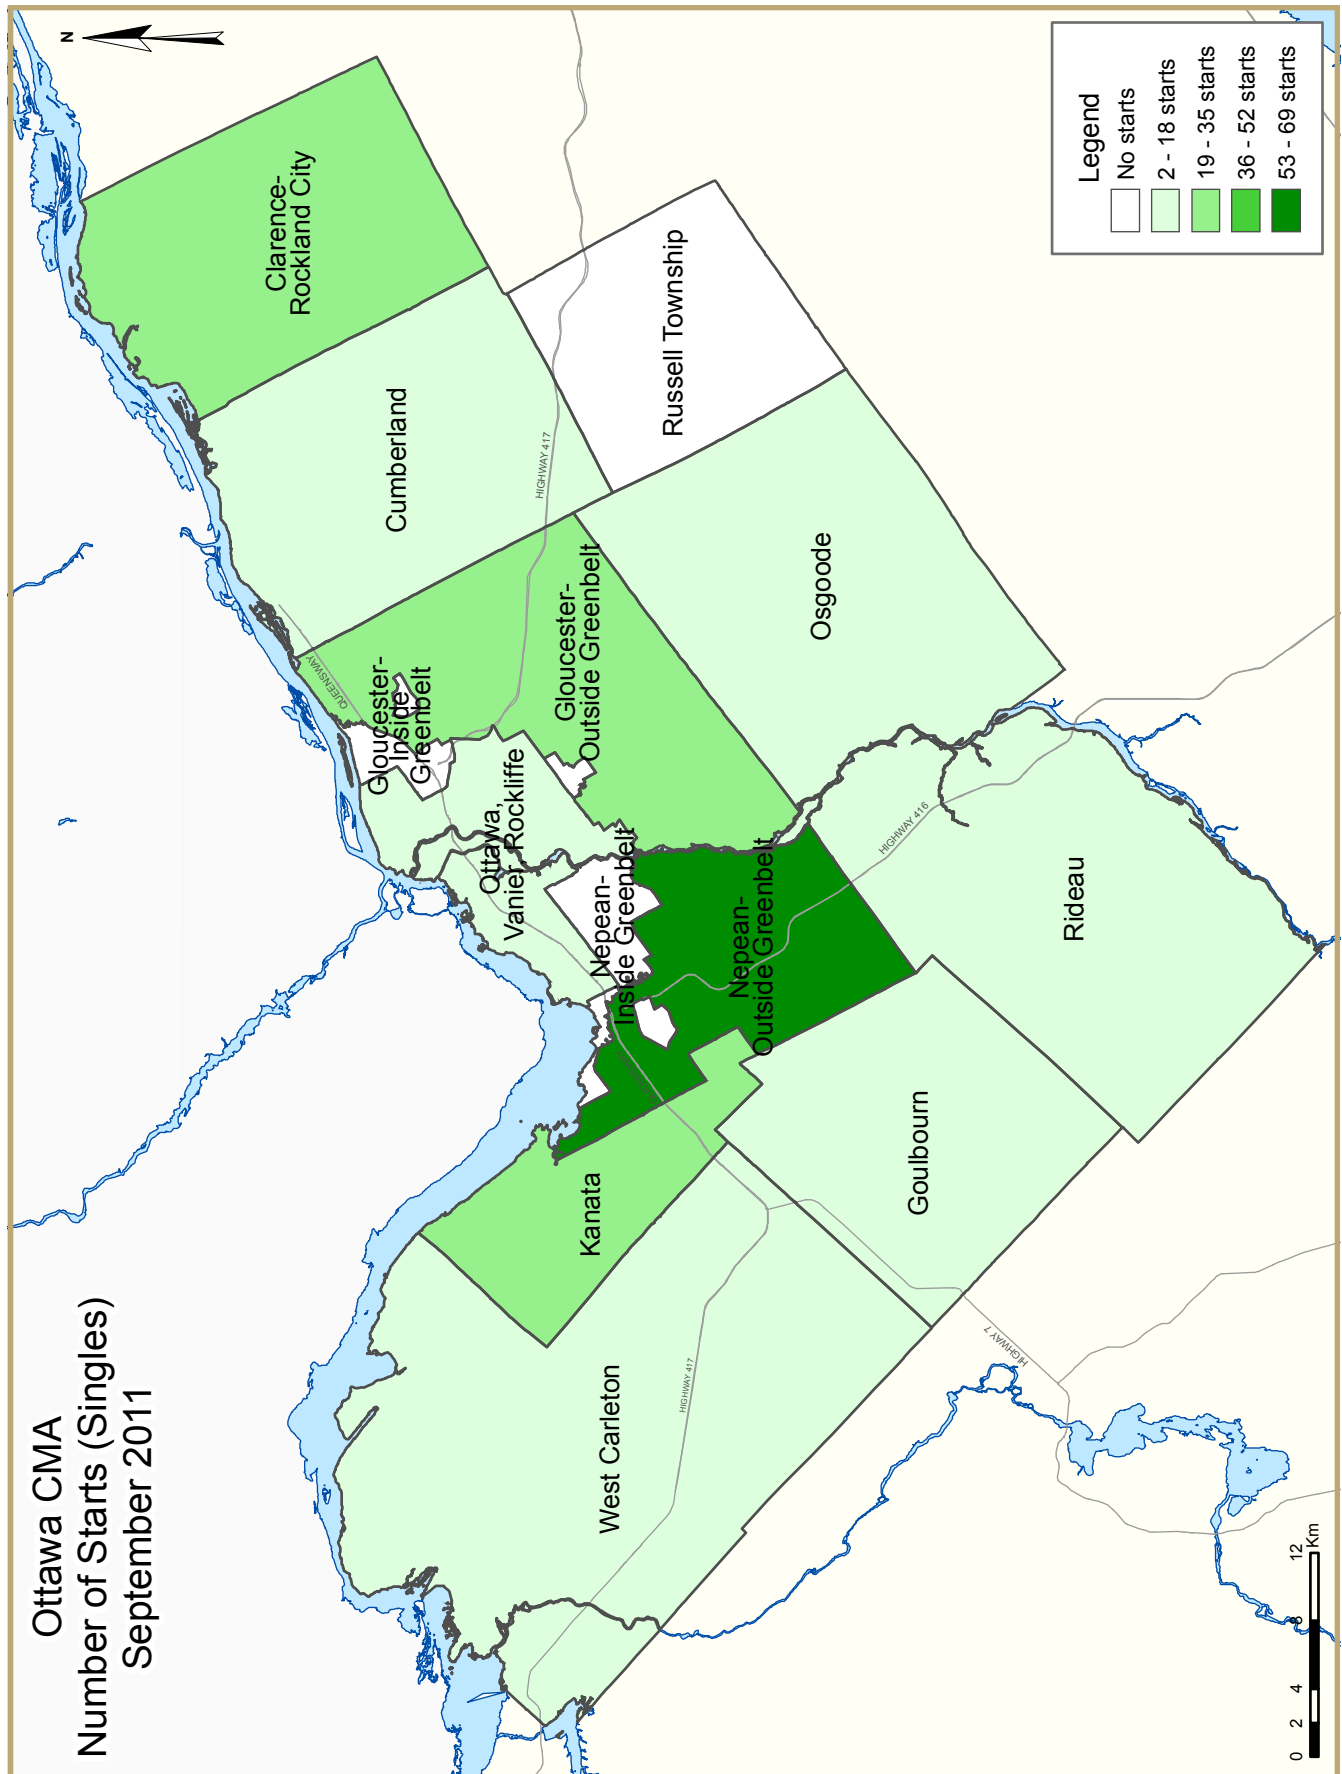 Ottawa CMA
Number of Starts (Singles)
September 2011
N
Legend
No starts
2 - 18 starts
19 - 35 starts
36 - 52 starts
53 - 69 starts
Clarence-
Rockland City
Cumberland
Russell Township
HIGHWAY 417
QUEENSWAY
Gloucester-
Inside
Greenbelt
Gloucester-
Outside Greenbelt
Osgoode
Ottawa,
Vanier, Rockliffe
Nepean-
Inside Greenbelt
Nepean-
Outside Greenbelt
HIGHWAY 416
Rideau
Kanata
Goulbourn
West Carleton
HIGHWAY 417
HIGHWAY 7
0 2 4 8 12
Km